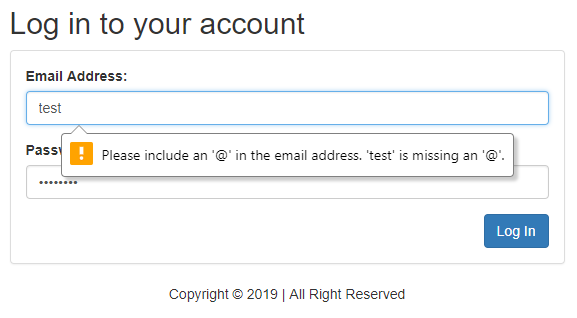 Log in to your account
Email Address:
test
Please include an '@' in the email address. 'test' is missing an '@'.
Log In
Copyright © 2019 | All Right Reserved